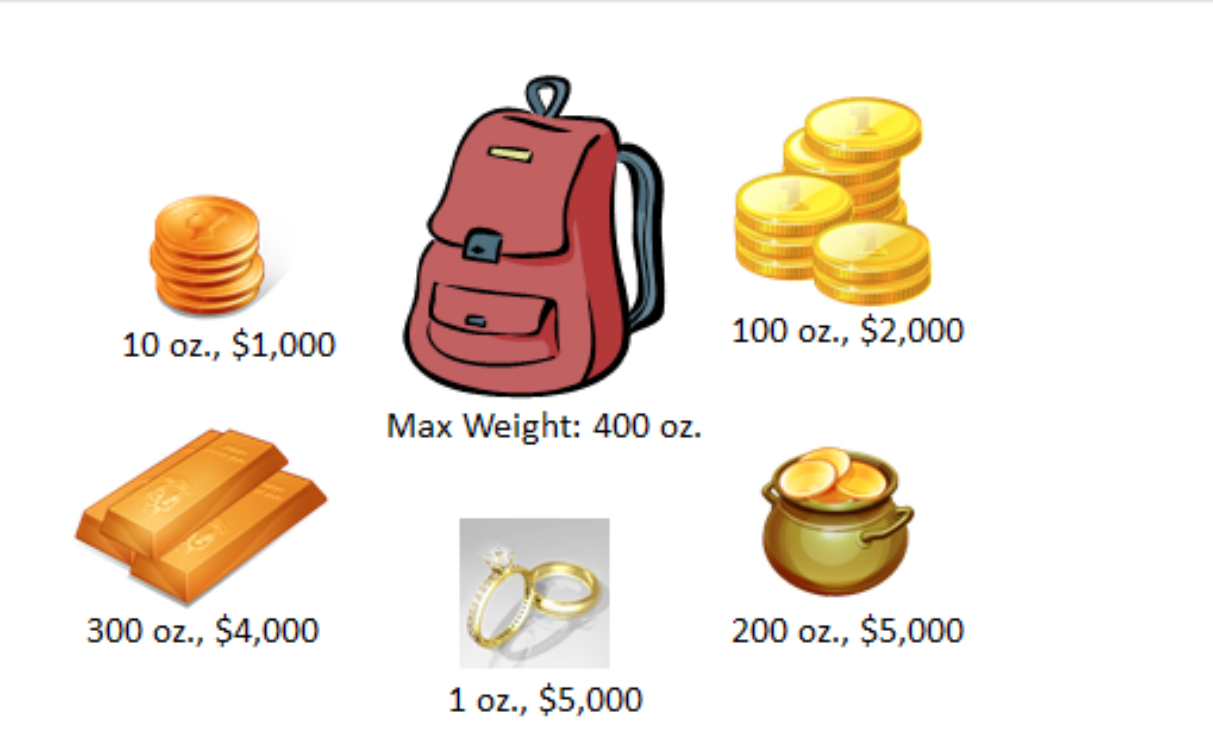 10 oz., $1,000
Max Weight: 400 oz.
100 oz., $2,000
300 oz., $4,000
1 oz., $5,000
200 oz., $5,000